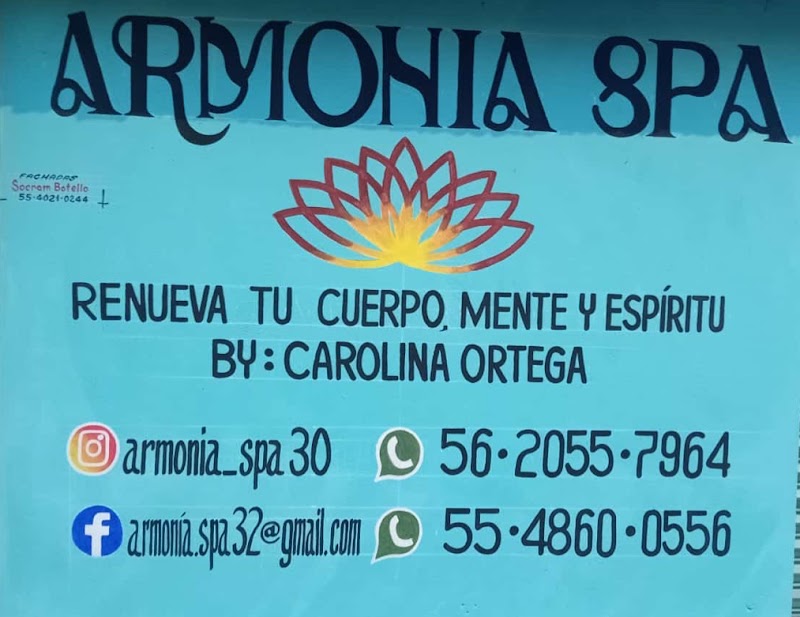 ARMONIA SPA
FACHADAS
Socram Botello
55-4021-0244
RENUEVA TU CUERPO, MENTE Y ESPÍRITU
BY: CAROLINA ORTEGA
armonia_spa30
56·2055·7964
armonía.spa32@gmail.com
55·4860·0556